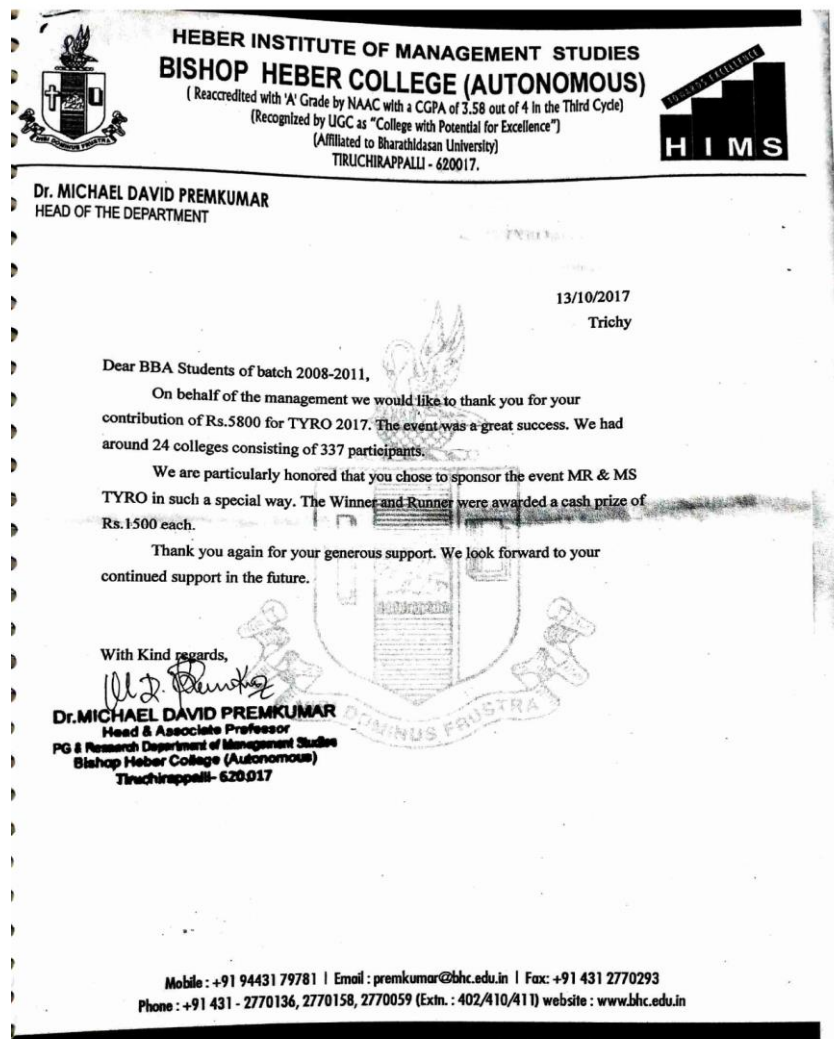 HEBER INSTITUTE OF MANAGEMENT STUDIES
BISHOP HEBER COLLEGE (AUTONOMOUS)
( Reaccredited with 'A' Grade by NAAC with a CGPA of 3.58 out of 4 in the Third Cycle)
(Recognized by UGC as "College with Potential for Excellence")
(Affiliated to Bharathidasan University)
TIRUCHIRAPPALLI - 620017.
NISI DOMINUS FRUSTRA
TOWARDS EXCELLENCE
HIMS
Dr. MICHAEL DAVID PREMKUMAR
HEAD OF THE DEPARTMENT
13/10/2017
Trichy
Dear BBA Students of batch 2008-2011,
On behalf of the management we would like to thank you for your
contribution of Rs.5800 for TYRO 2017. The event was a great success. We had
around 24 colleges consisting of 337 participants.
We are particularly honored that you chose to sponsor the event MR & MS
TYRO in such a special way. The Winner and Runner were awarded a cash prize of
Rs.1500 each.
Thank you again for your generous support. We look forward to your
continued support in the future.
With Kind regards,
Dr.MICHAEL DAVID PREMKUMAR
Head & Associate Professor
PG & Research Department of Management Studies
Bishop Heber College (Autonomous)
Tiruchirappalli- 620.017
DOMINUS FRUSTRA
Mobile : +91 94431 79781 | Email : premkumar@bhc.edu.in | Fax: +91 431 2770293
Phone : +91 431 - 2770136, 2770158, 2770059 (Extn. : 402/410/411) website : www.bhc.edu.in